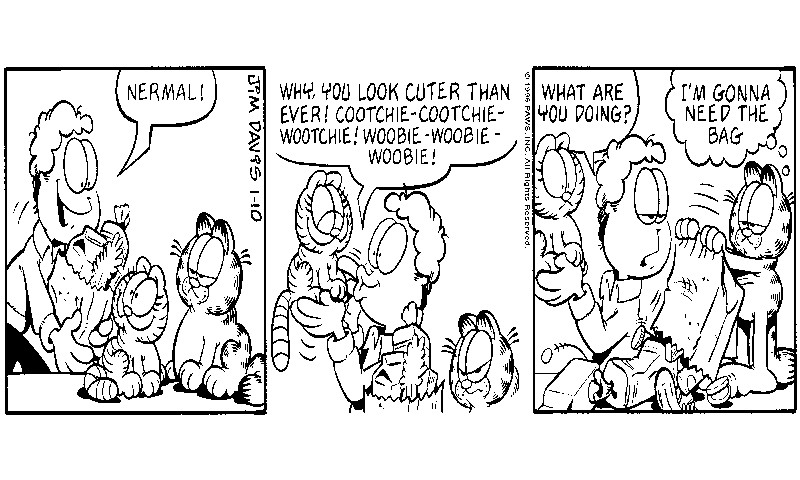 NERMAL!
JIM DAVIS 1-10
WHY, YOU LOOK CUTER THAN
EVER! COOTCHIE-COOTCHIE-
WOOTCHIE! WOOBIE-WOOBIE-
WOOBIE!
© 1996 PAWS, INC. All Rights Reserved.
WHAT ARE
YOU DOING?
I'M GONNA
NEED THE
BAG